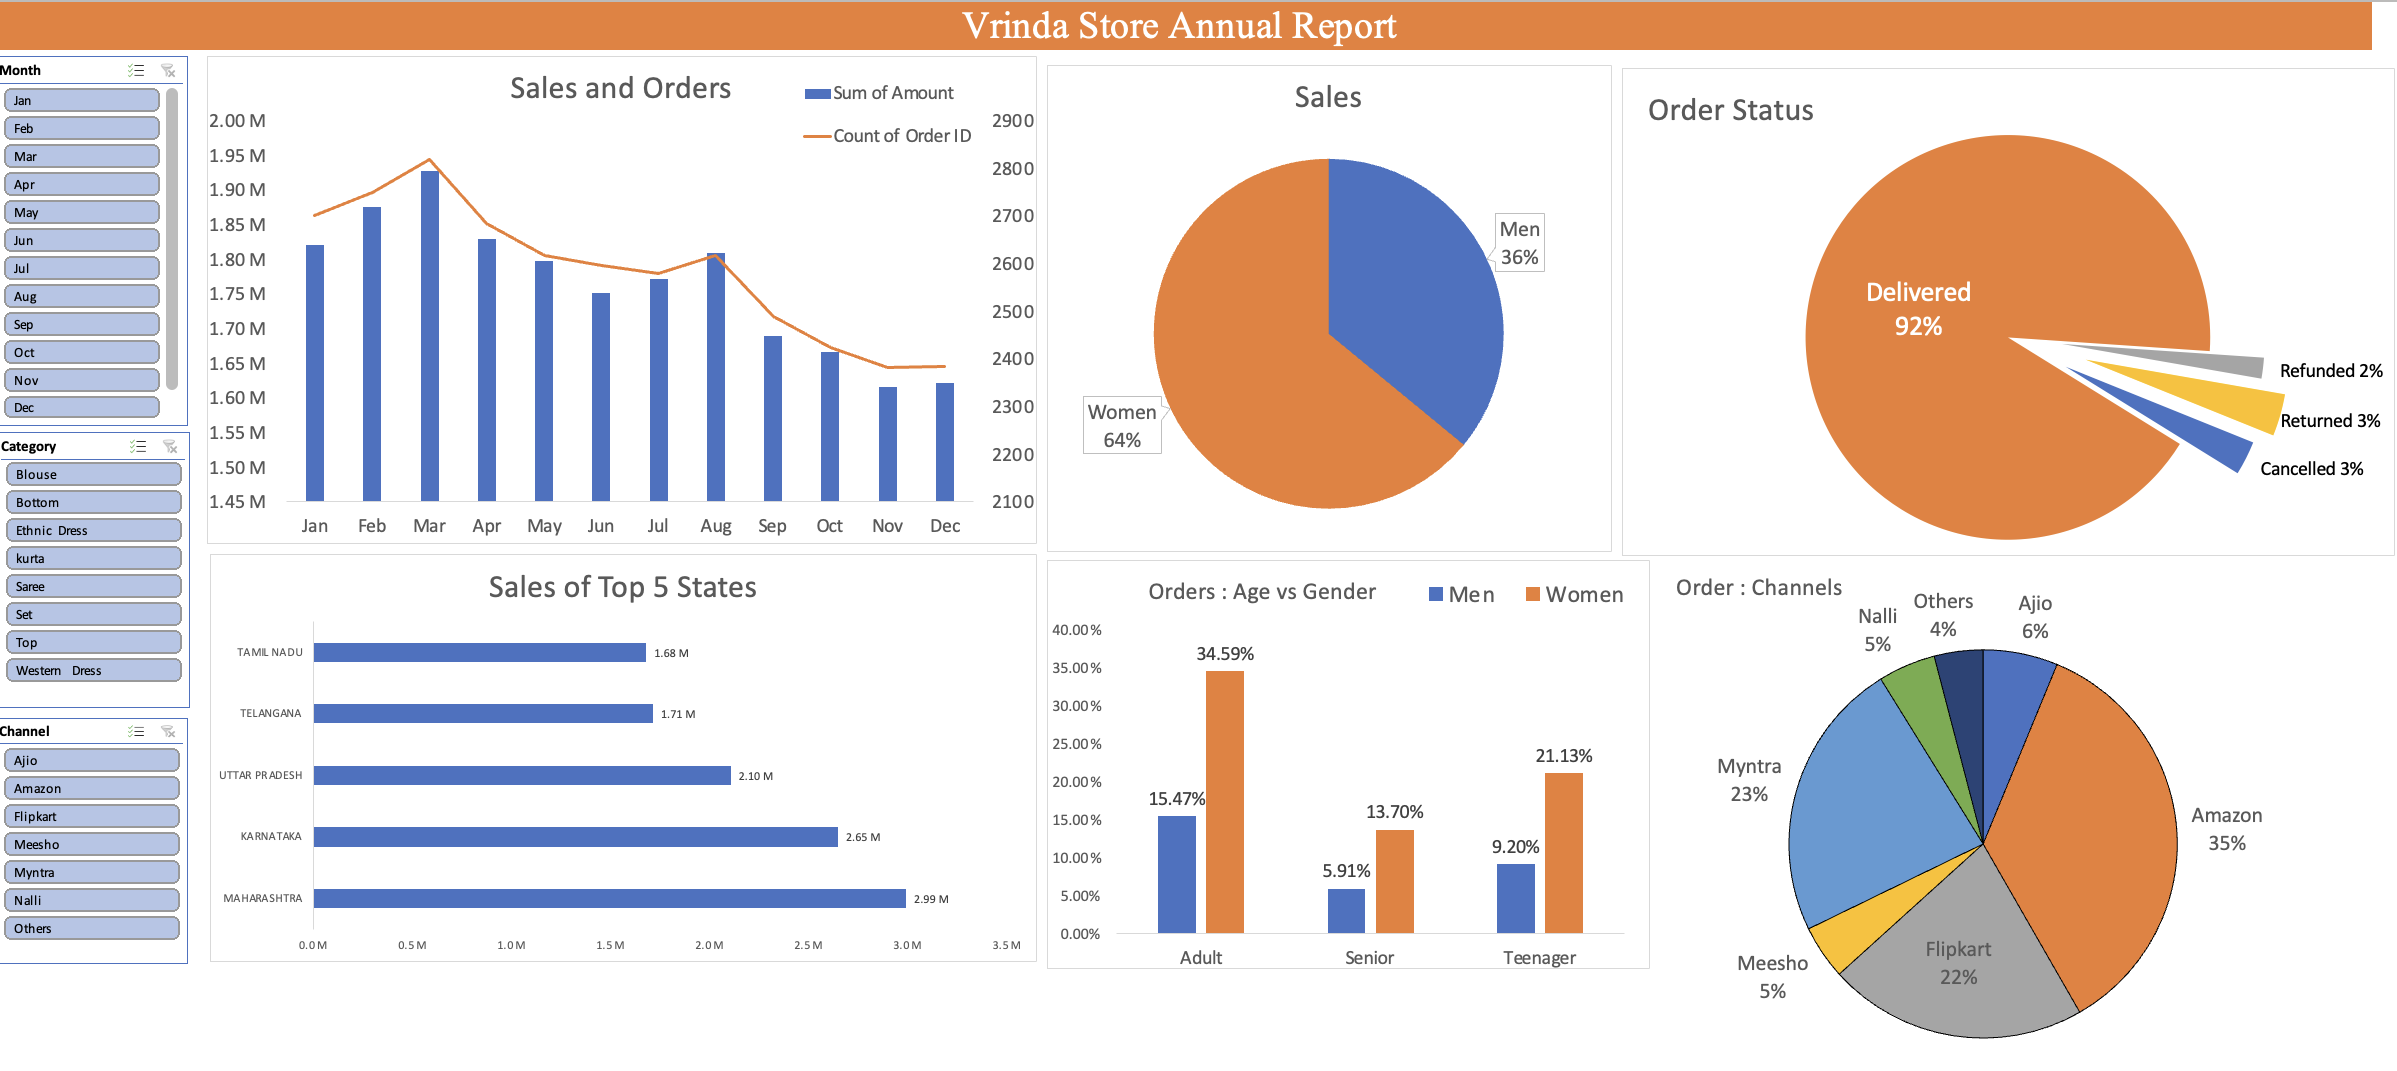 Vrinda Store Annual Report
Month
Jan
Feb
Mar
Apr
May
Jun
Jul
Aug
Sep
Oct
Nov
Dec
Category
Blouse
Bottom
Ethnic Dress
kurta
Saree
Set
Top
Western Dress
Channel
Ajio
Amazon
Flipkart
Meesho
Myntra
Nalli
Others
Sales and Orders
Sum of Amount
Count of Order ID
2.00 M
1.95 M
1.90 M
1.85 M
1.80 M
1.75 M
1.70 M
1.65 M
1.60 M
1.55 M
1.50 M
1.45 M
2900
2800
2700
2600
2500
2400
2300
2200
2100
Jan Feb Mar Apr May Jun Jul Aug Sep Oct Nov Dec
Sales
Men
36%
Women
64%
Order Status
Delivered
92%
Refunded 2%
Returned 3%
Cancelled 3%
Sales of Top 5 States
TAMIL NADU 1.68 M
TELANGANA 1.71 M
UTTAR PRADESH 2.10 M
KARNATAKA 2.65 M
MAHARASHTRA 2.99 M
0.0 M 0.5 M 1.0 M 1.5 M 2.0 M 2.5 M 3.0 M 3.5 M
Orders : Age vs Gender
Men Women
40.00%
35.00%
30.00%
25.00%
20.00%
15.00%
10.00%
5.00%
0.00%
15.47% 34.59%
5.91% 13.70%
9.20% 21.13%
Adult Senior Teenager
Order : Channels
Nalli
5%
Others
4%
Ajio
6%
Myntra
23%
Amazon
35%
Meesho
5%
Flipkart
22%